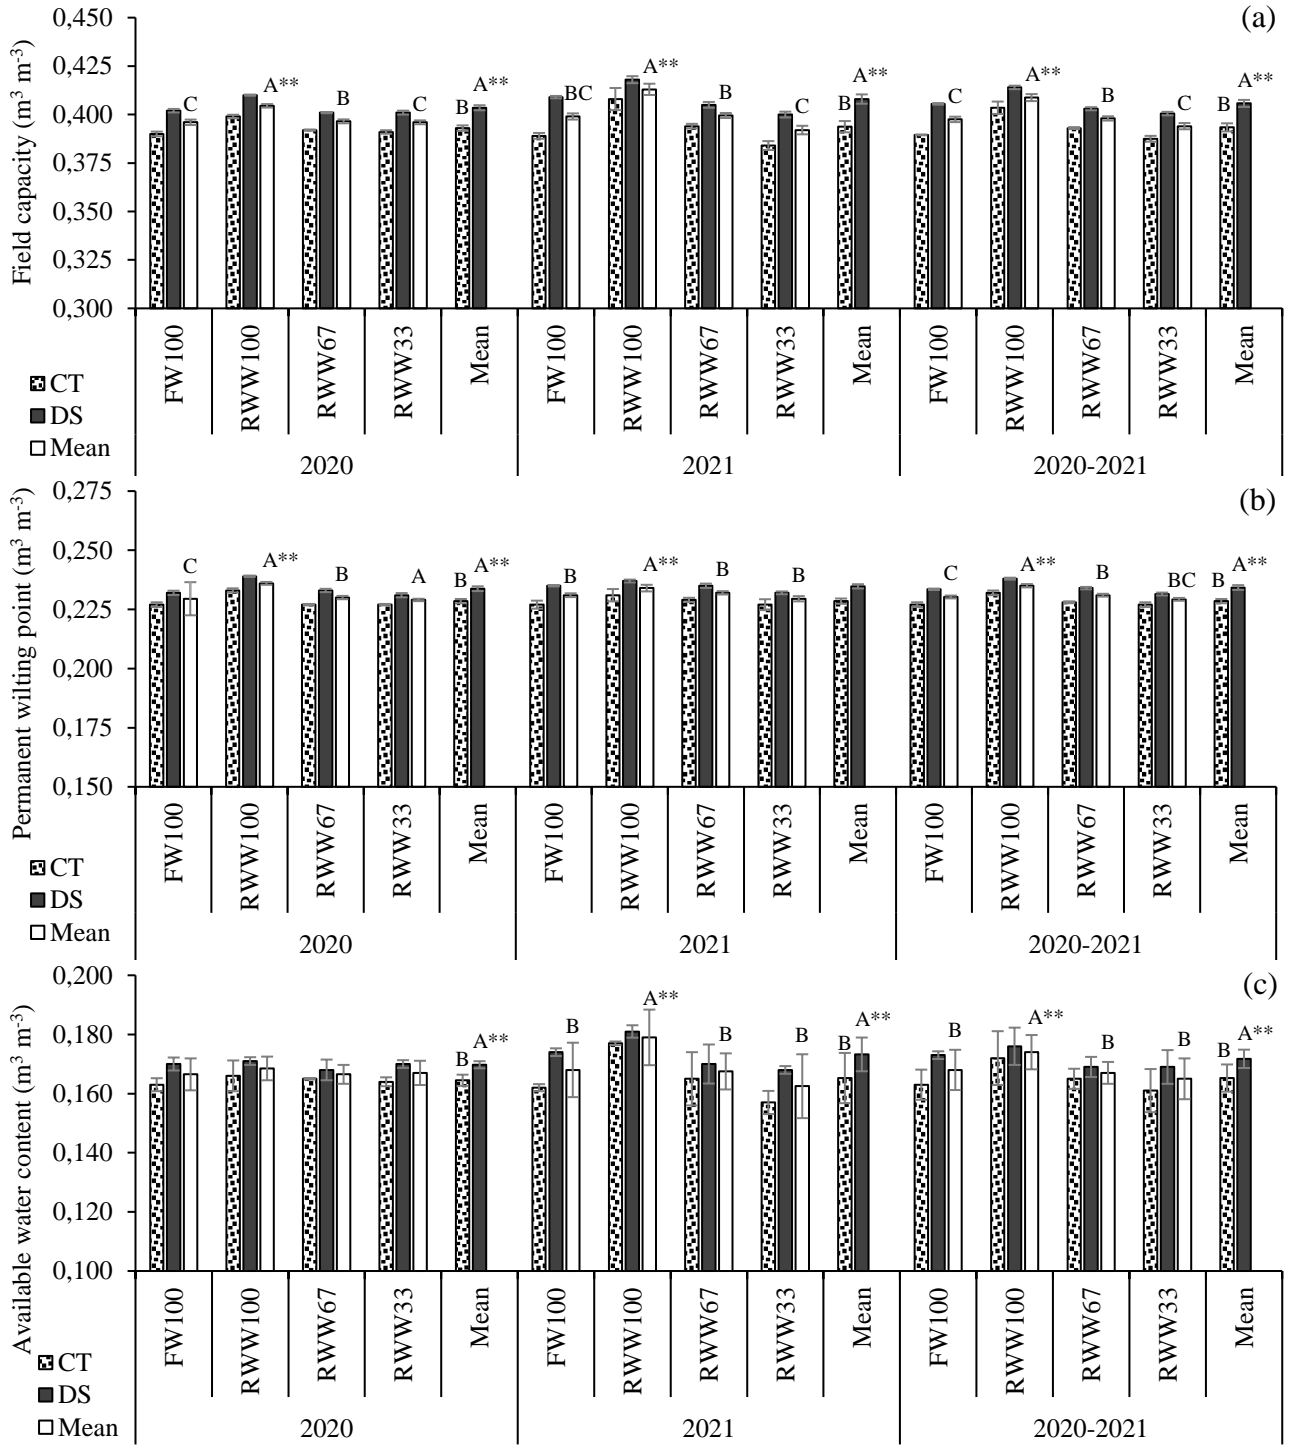 (a)
Field capacity (m³ m⁻³)
0,450
0,425
0,400
0,375
0,350
0,325
0,300
C A** B C B A** BC A** B C B A** C A** B C B A**
FW100 RWW100 RWW67 RWW33 Mean FW100 RWW100 RWW67 RWW33 Mean FW100 RWW100 RWW67 RWW33 Mean
CT
DS
Mean
2020 2021 2020-2021
(b)
Permanent wilting point (m³ m⁻³)
0,275
0,250
0,225
0,200
0,175
0,150
C A** B A B A** B A** B B C A** B BC B A**
FW100 RWW100 RWW67 RWW33 Mean FW100 RWW100 RWW67 RWW33 Mean FW100 RWW100 RWW67 RWW33 Mean
CT
DS
Mean
2020 2021 2020-2021
(c)
Available water content (m³ m⁻³)
0,200
0,180
0,160
0,140
0,120
0,100
B A** B A** B B B A** B A** B B B A**
FW100 RWW100 RWW67 RWW33 Mean FW100 RWW100 RWW67 RWW33 Mean FW100 RWW100 RWW67 RWW33 Mean
CT
DS
Mean
2020 2021 2020-2021